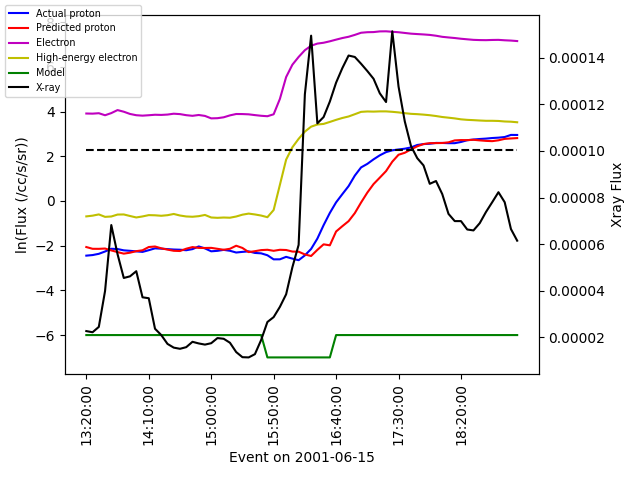 Actual proton
Predicted proton
Electron
High-energy electron
Model
X-ray
4
2
0
−2
−4
−6
ln(Flux (/cc/s/sr))
0.00014
0.00012
0.00010
0.00008
0.00006
0.00004
0.00002
Xray Flux
13:20:00
14:10:00
15:00:00
15:50:00
16:40:00
17:30:00
18:20:00
Event on 2001-06-15